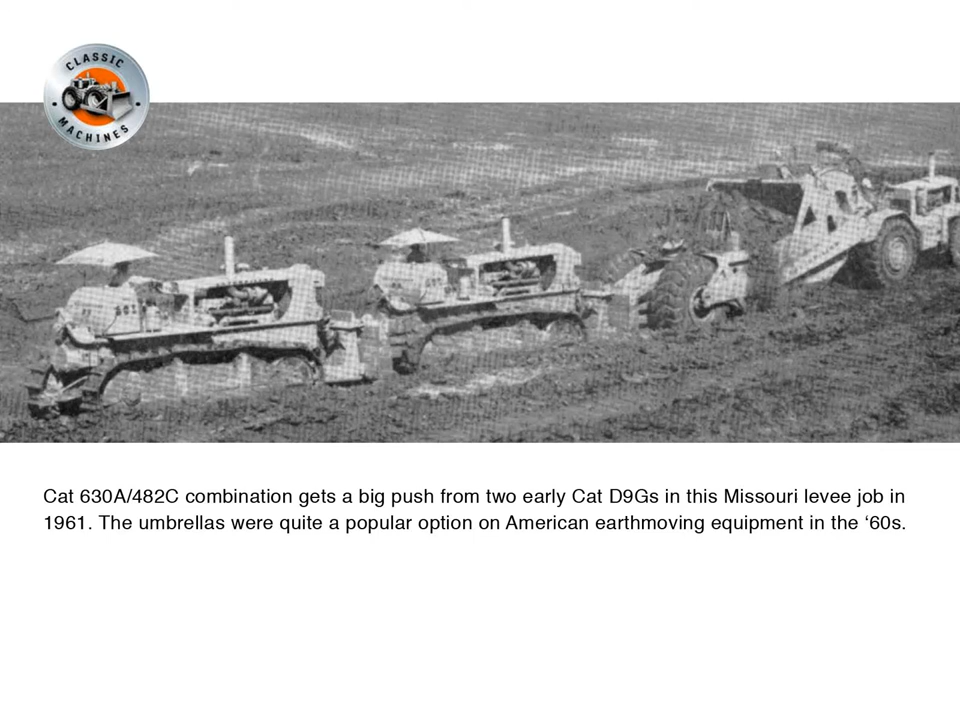 CLASSIC
MACHINES
Cat 630A/482C combination gets a big push from two early Cat D9Gs in this Missouri levee job in
1961. The umbrellas were quite a popular option on American earthmoving equipment in the ‘60s.